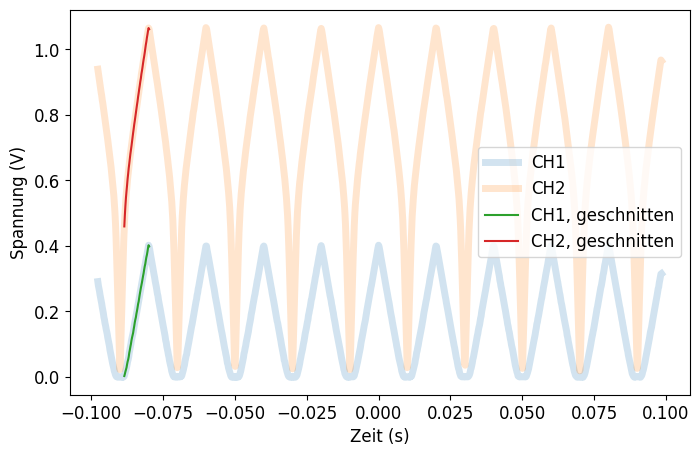 Spannung (V)
1.0
0.8
0.6
0.4
0.2
0.0
CH1
CH2
CH1, geschnitten
CH2, geschnitten
−0.100 −0.075 −0.050 −0.025 0.000 0.025 0.050 0.075 0.100
Zeit (s)